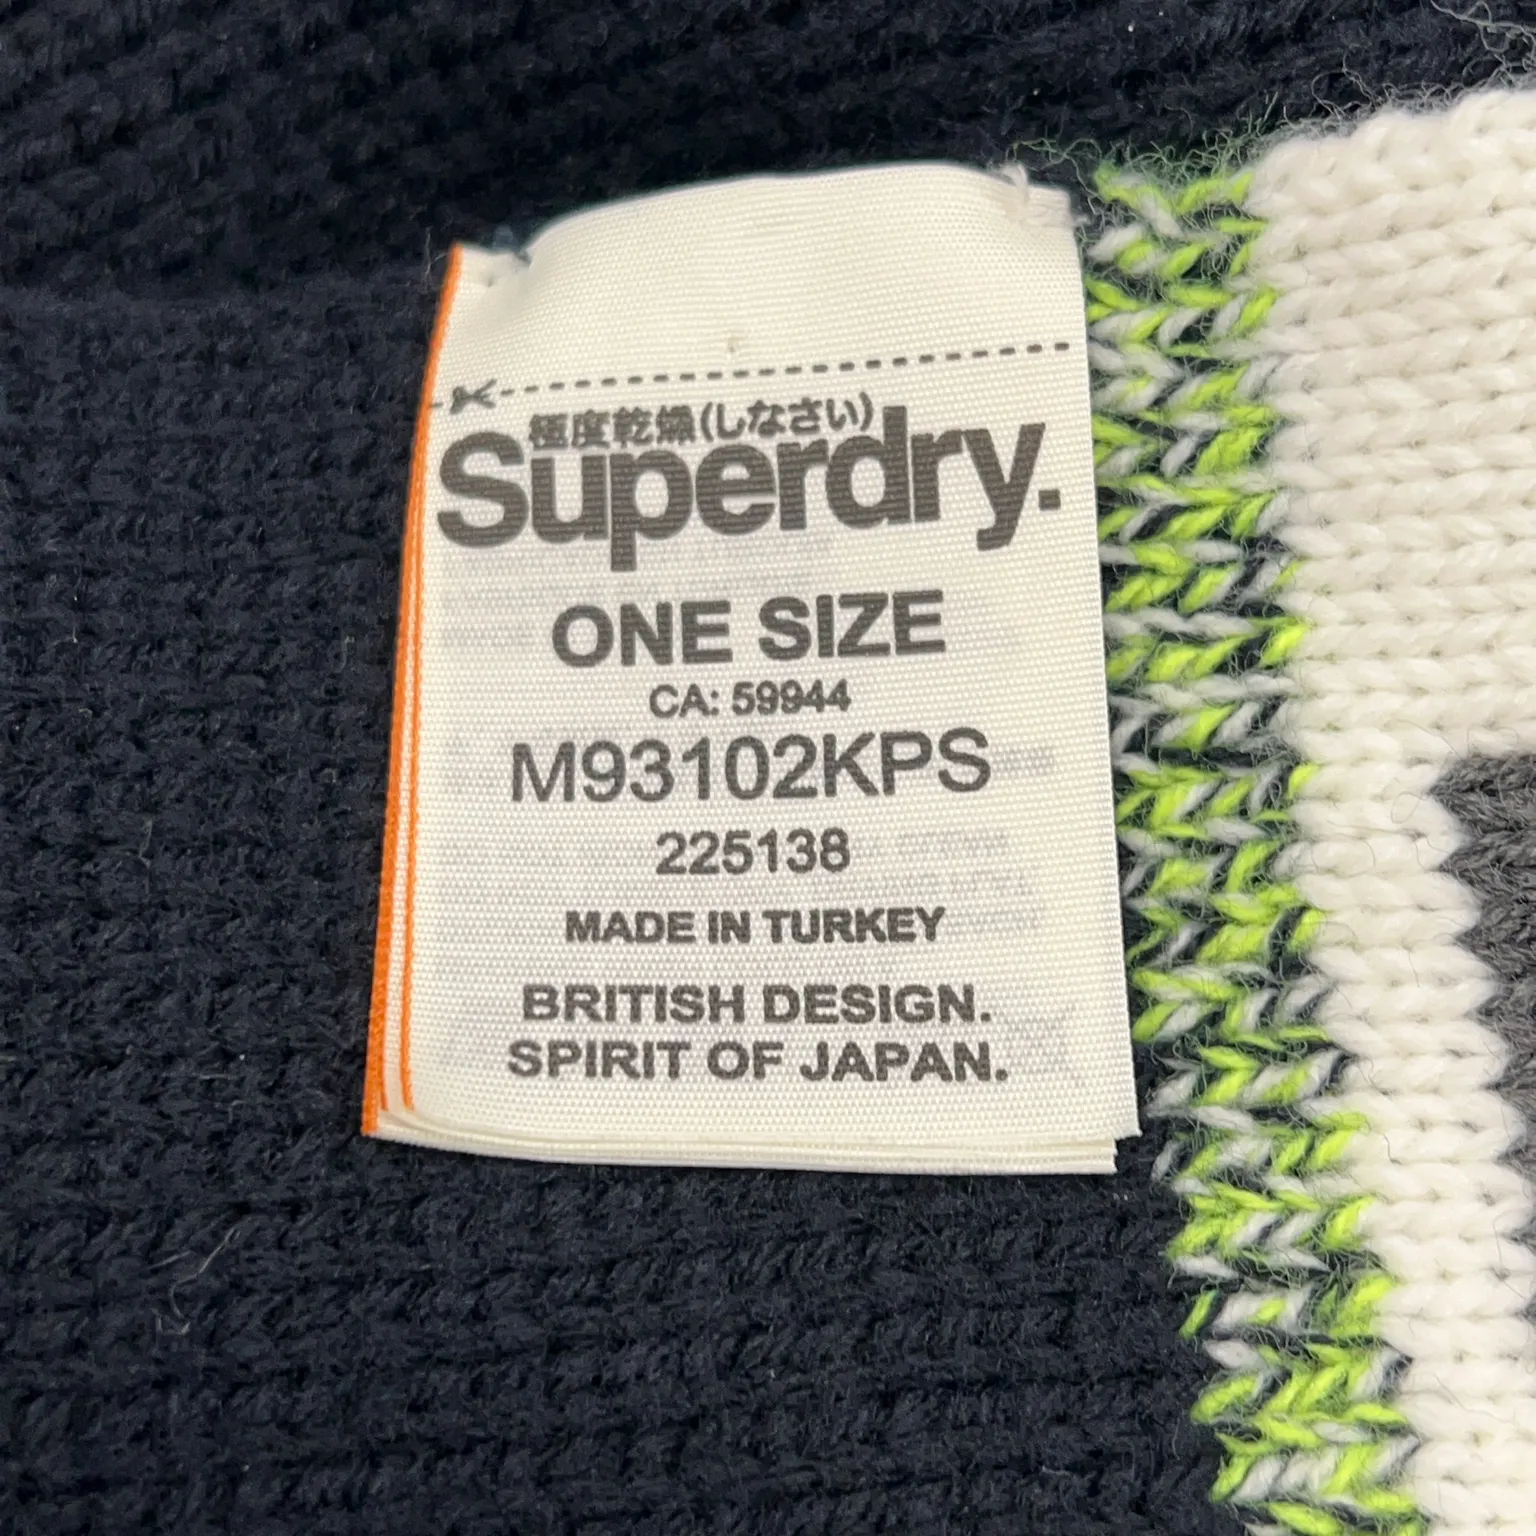 極度乾燥(しなさい)
Superdry.
ONE SIZE
CA: 59944
M93102KPS
225138
MADE IN TURKEY
BRITISH DESIGN.
SPIRIT OF JAPAN.